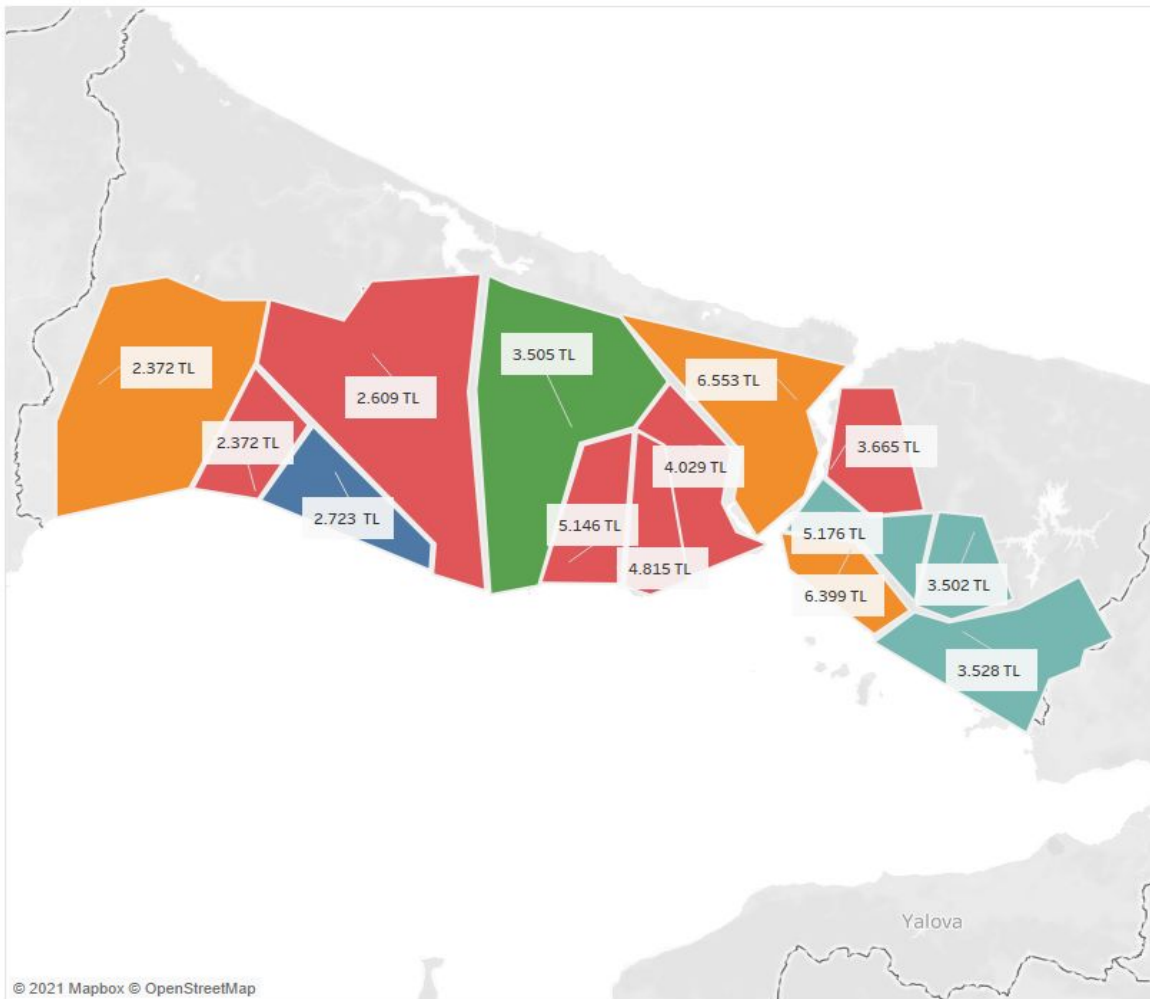 3.505 TL
2.372 TL
6.553 TL
2.609 TL
2.372 TL
3.665 TL
4.029 TL
2.723 TL
5.146 TL
5.176 TL
4.815 TL
3.502 TL
6.399 TL
3.528 TL
Yalova
© 2021 Mapbox © OpenStreetMap